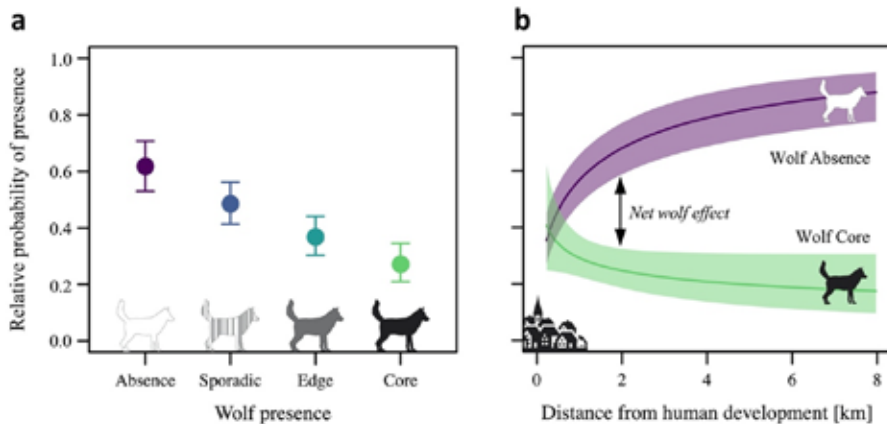 a
b
1.0
0.8
0.6
0.4
0.2
0.0
Relative probability of presence
Absence
Sporadic
Edge
Core
Wolf presence
Wolf Absence
Net wolf effect
Wolf Core
0
2
4
6
8
Distance from human development [km]